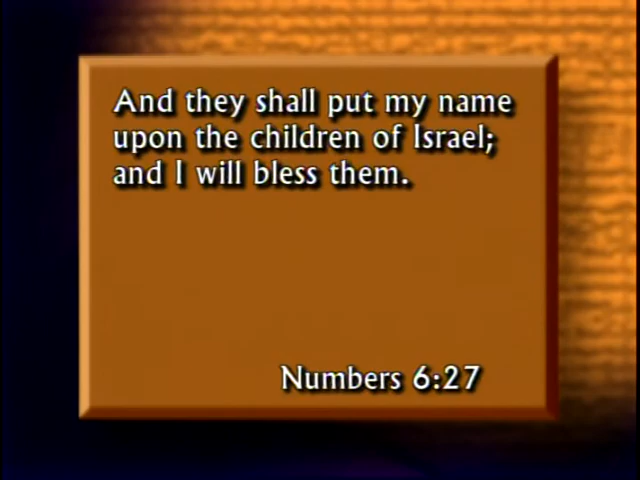 And they shall put my name
upon the children of Israel;
and I will bless them.
Numbers 6:27